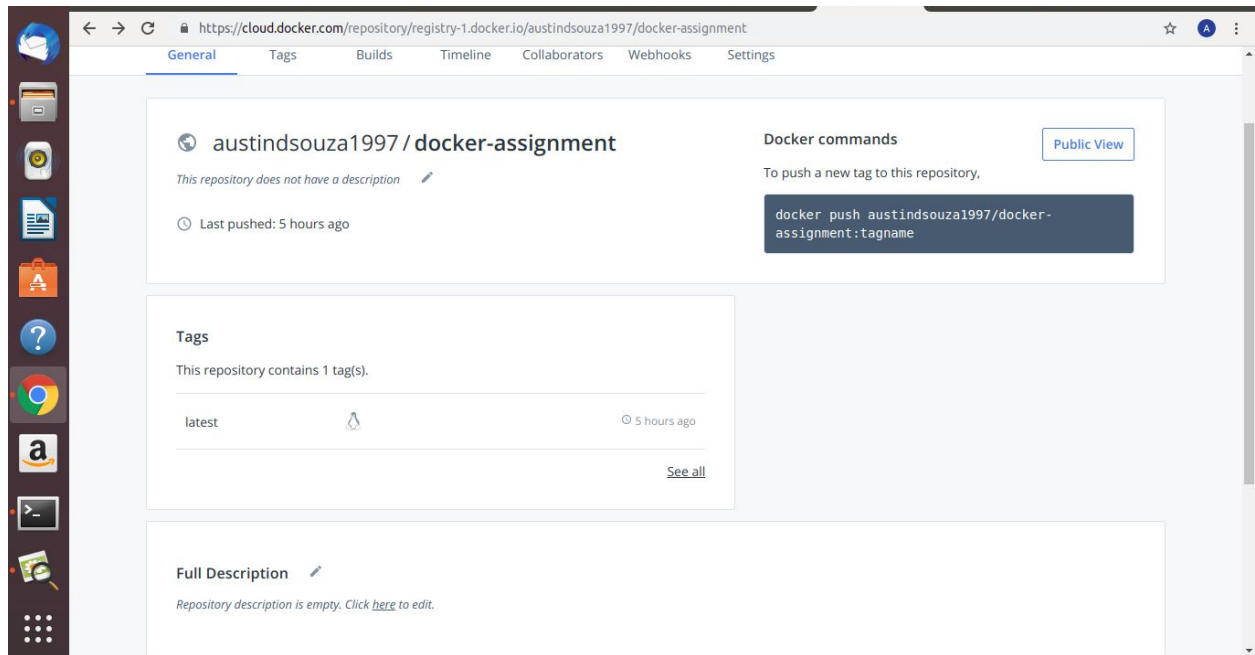 https://cloud.docker.com/repository/registry-1.docker.io/austindsouza1997/docker-assignment
A
General Tags Builds Timeline Collaborators Webhooks Settings
austindsouza1997 / docker-assignment
This repository does not have a description
Last pushed: 5 hours ago
Docker commands
Public View
To push a new tag to this repository,
docker push austindsouza1997/docker-
assignment:tagname
Tags
This repository contains 1 tag(s).
latest 5 hours ago
See all
Full Description
Repository description is empty. Click here to edit.
A
?
a
>_